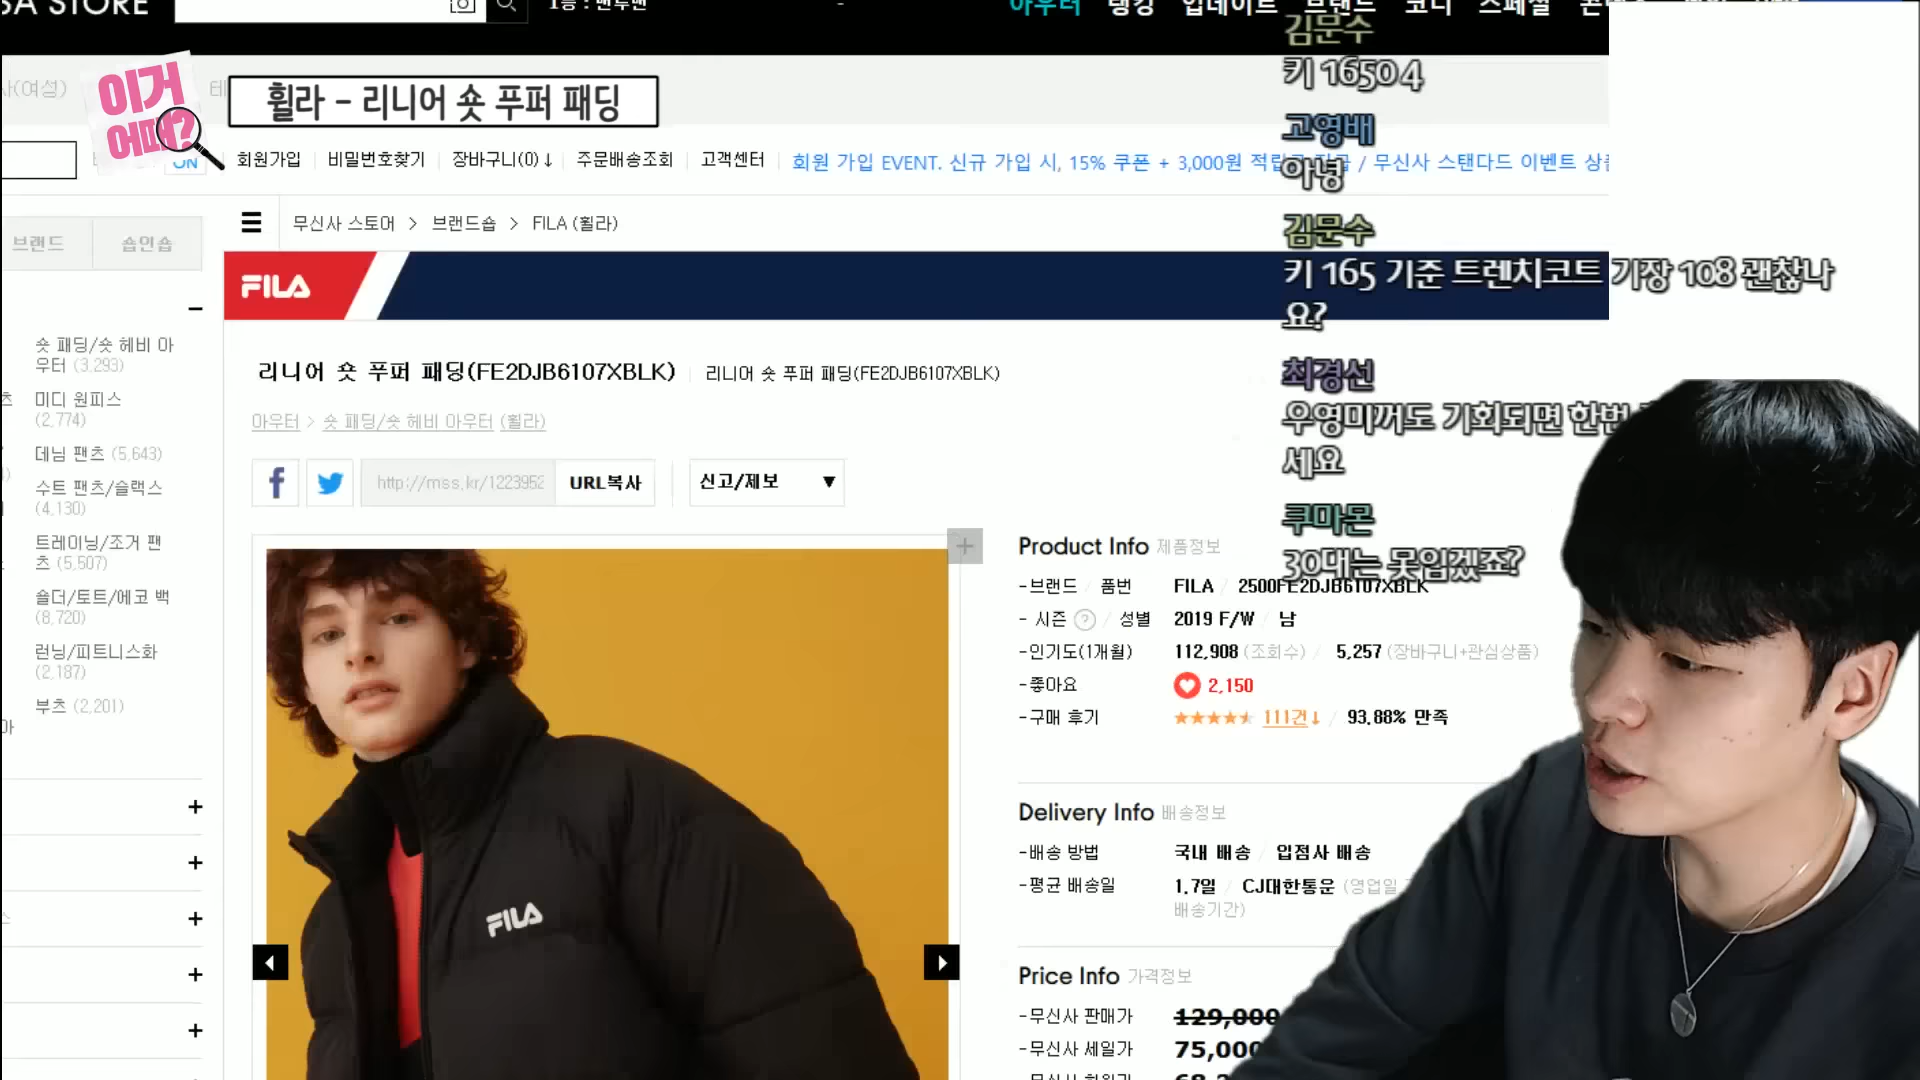 SA STORE
1등 : 맨투맨
아우터 랭킹 업데이트 브랜드 코디 스페셜
김문수
키 16504
고영배
아녕
김문수
키 165 기준 트렌치코트 기장 108 괜찮나
요?
최경선
우영미꺼도 기회되면 한번
세요
쿠마몬
30대는 못입겠죠?
이거
어때?
휠라 - 리니어 숏 푸퍼 패딩
ON
회원가입 비밀번호찾기 장바구니(0)↓ 주문배송조회 고객센터
회원 가입 EVENT. 신규 가입 시, 15% 쿠폰 + 3,000원 / 무신사 스탠다드 이벤트
무신사 스토어 > 브랜드숍 > FILA (휠라)
브랜드 숍인숍
FILA
숏 패딩/숏 헤비 아
우터 (3,293)
미디 원피스
(2,774)
데님 팬츠 (5,643)
수트 팬츠/슬랙스
(4,130)
트레이닝/조거 팬
츠 (5,507)
숄더/토트/에코 백
(8,720)
런닝/피트니스화
(2,187)
부츠 (2,201)
리니어 숏 푸퍼 패딩(FE2DJB6107XBLK) 리니어 숏 푸퍼 패딩(FE2DJB6107XBLK)
아우터 > 숏 패딩/숏 헤비 아우터 (휠라)
http://mss.kr/1223952 URL복사 신고/제보 ▼
FILA
Product Info 제품정보
-브랜드 / 품번 FILA / 2500FE2DJB6107XBLK
- 시즌 ? / 성별 2019 F/W / 남
-인기도(1개월) 112,908 (조회수) / 5,257 (장바구니+관심상품)
-좋아요 2,150
-구매 후기 111건↓ / 93.88% 만족
Delivery Info 배송정보
-배송 방법 국내 배송 / 입점사 배송
-평균 배송일 1.7일 / CJ대한통운 (영업일
배송기간)
Price Info 가격정보
-무신사 판매가 129,000
-무신사 세일가 75,000